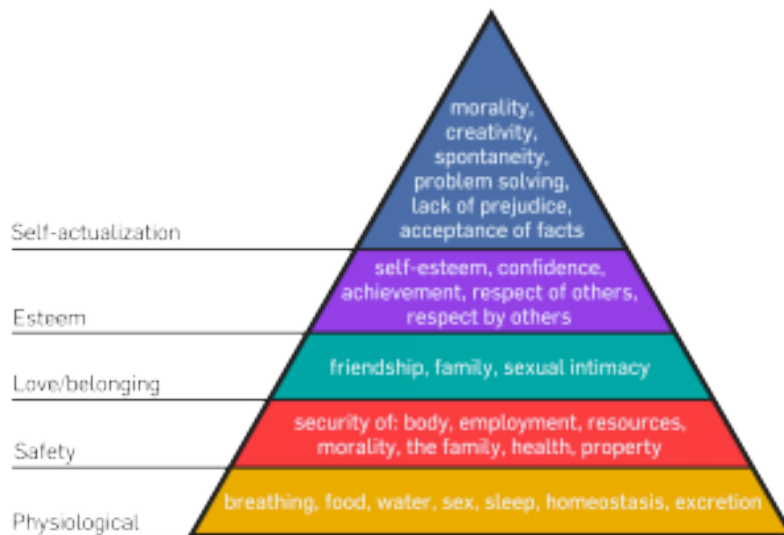 morality,
creativity,
spontaneity,
problem solving,
lack of prejudice,
acceptance of facts
Self-actualization
self-esteem, confidence,
achievement, respect of others,
respect by others
Esteem
friendship, family, sexual intimacy
Love/belonging
security of: body, employment, resources,
morality, the family, health, property
Safety
breathing, food, water, sex, sleep, homeostasis, excretion
Physiological